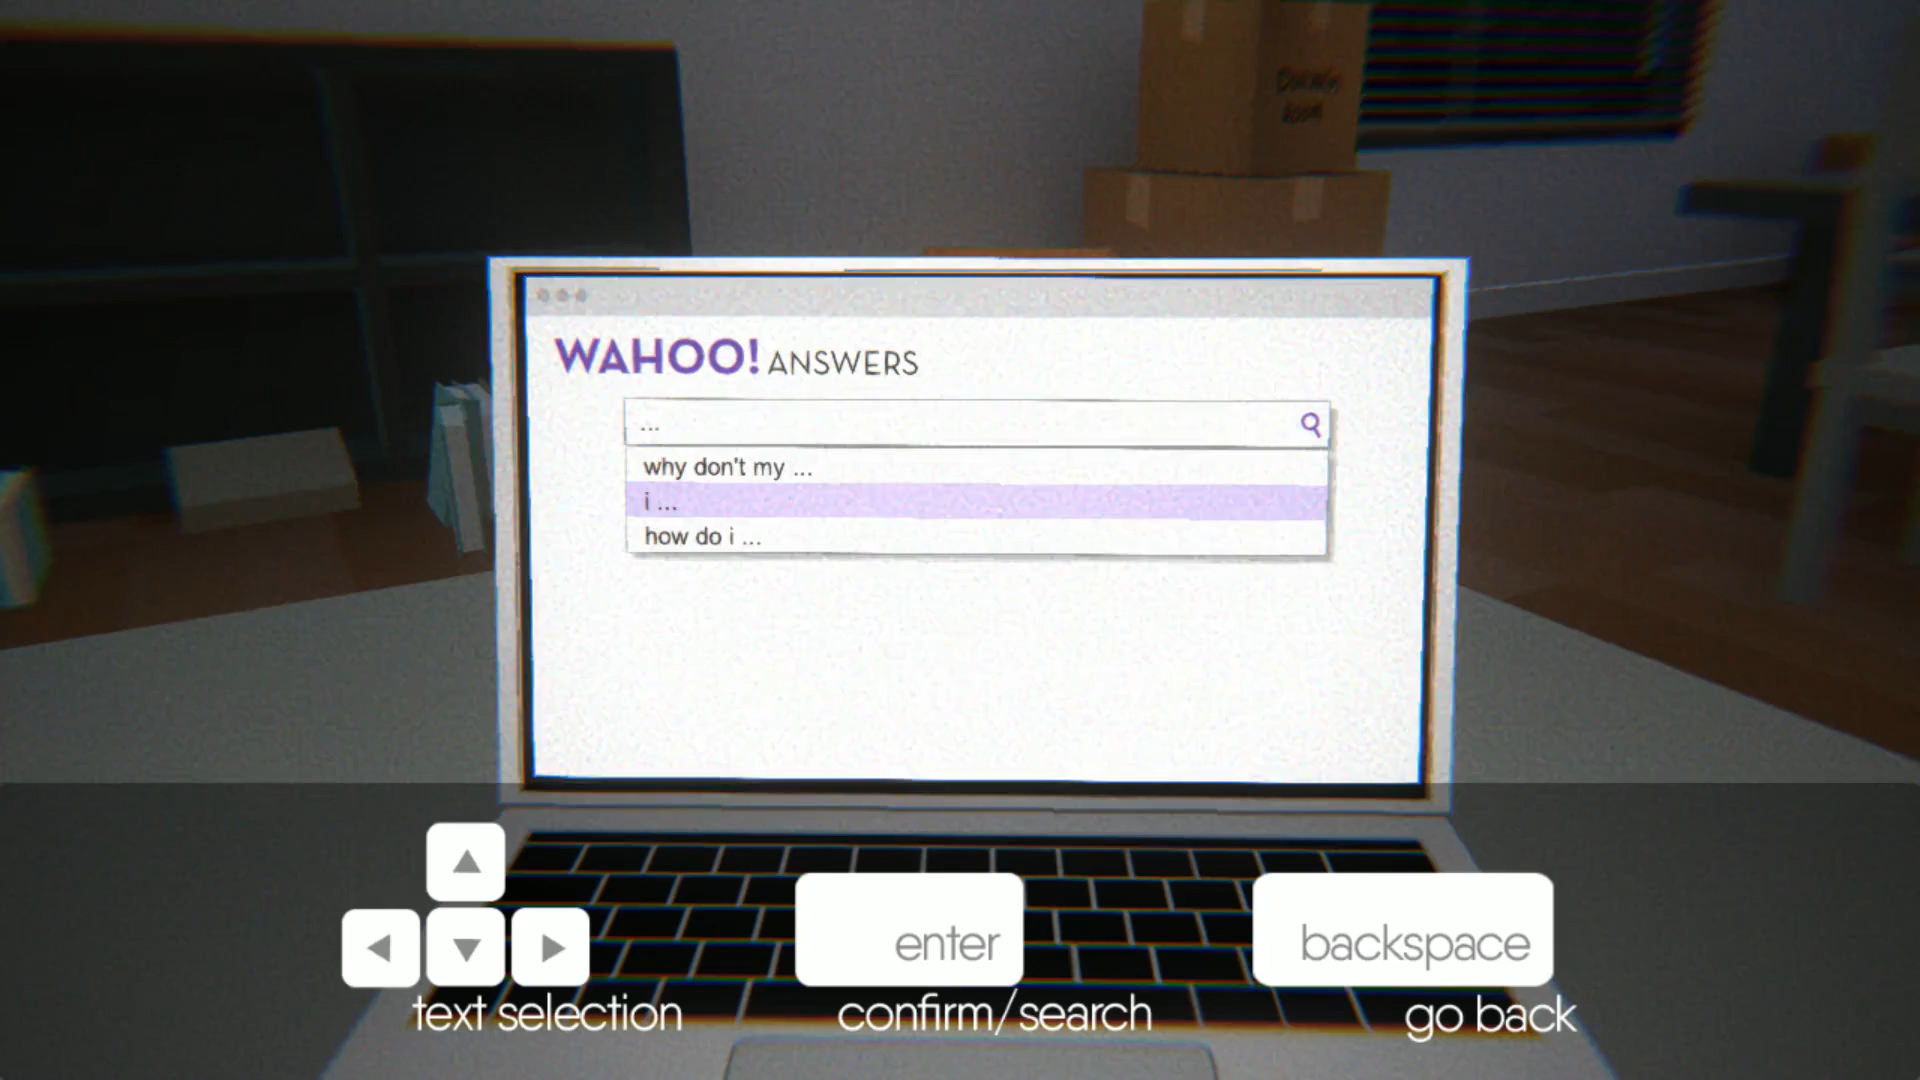 WAHOO! ANSWERS
...
why don't my ...
i ...
how do i ...
enter
backspace
text selection
confirm/search
go back